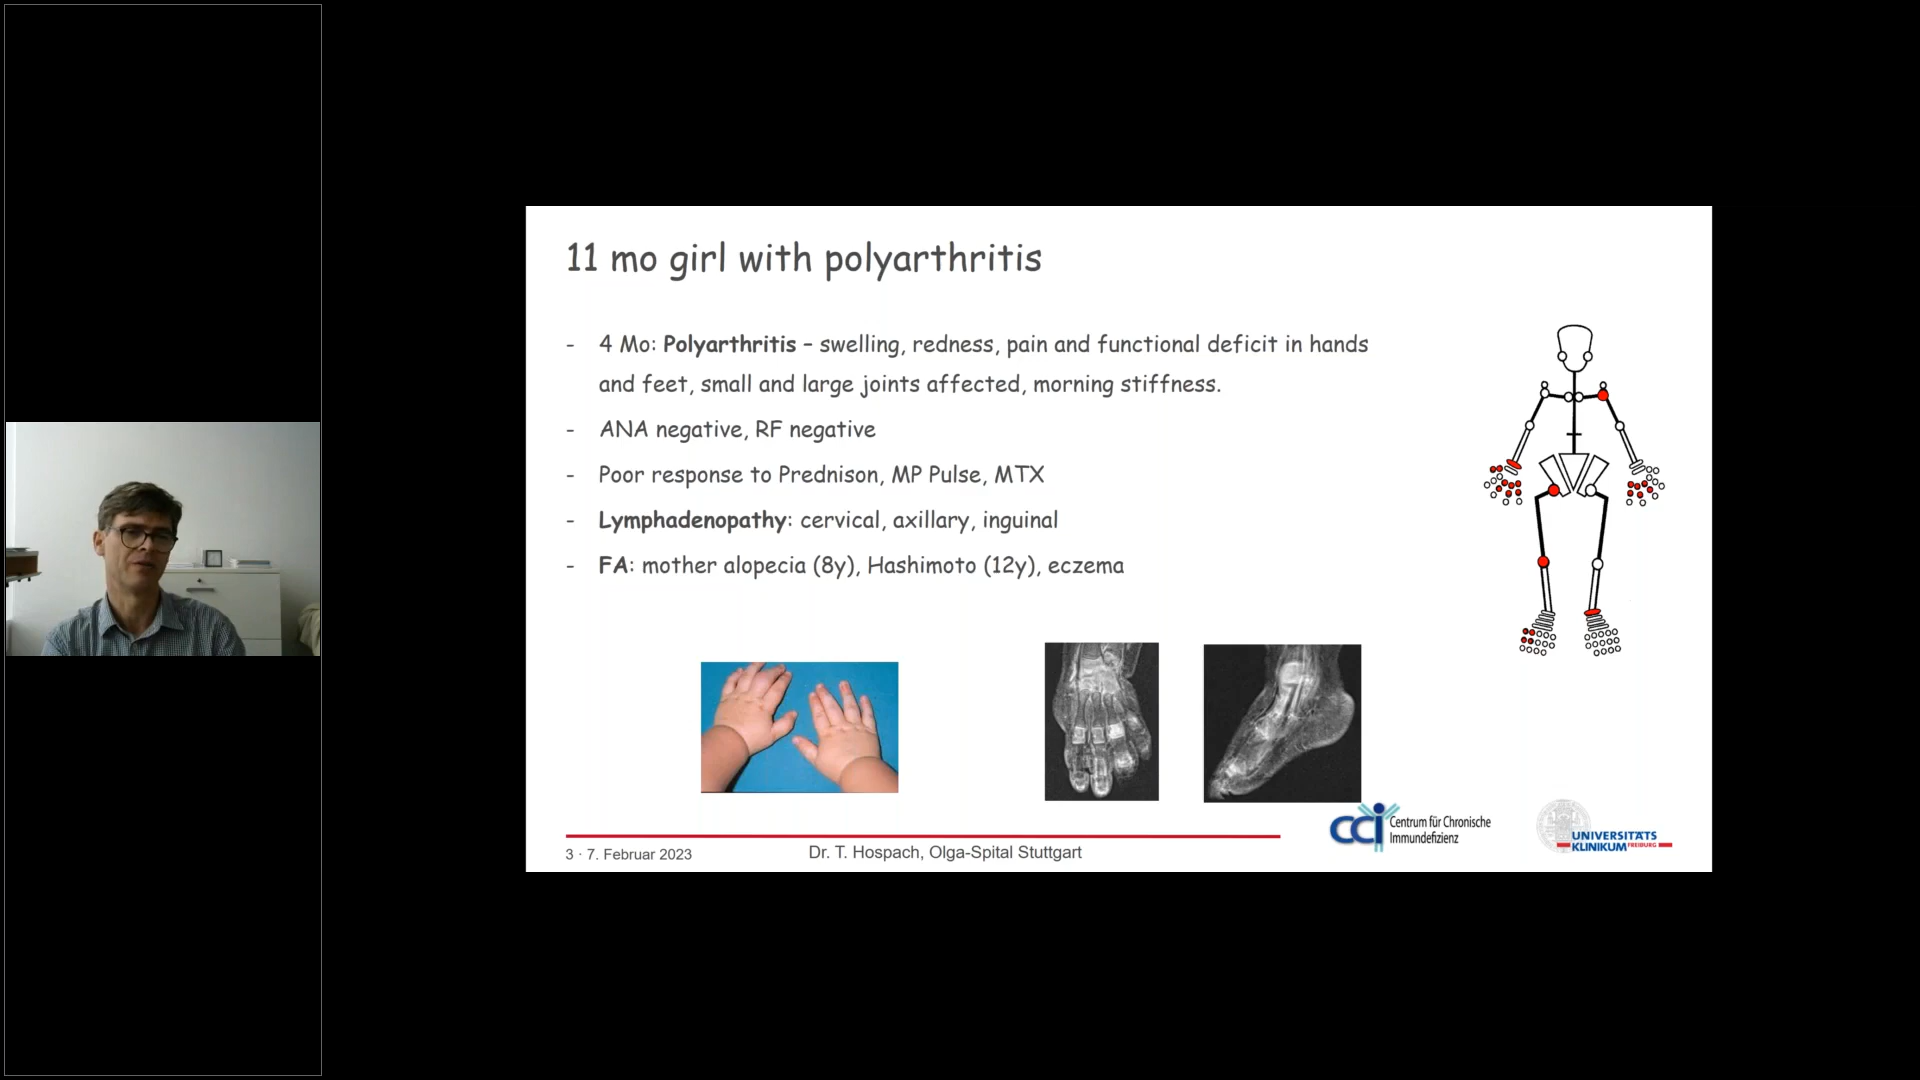 11 mo girl with polyarthritis
- 4 Mo: Polyarthritis – swelling, redness, pain and functional deficit in hands
and feet, small and large joints affected, morning stiffness.
- ANA negative, RF negative
- Poor response to Prednison, MP Pulse, MTX
- Lymphadenopathy: cervical, axillary, inguinal
- FA: mother alopecia (8y), Hashimoto (12y), eczema
3 · 7. Februar 2023
Dr. T. Hospach, Olga-Spital Stuttgart
CCI Centrum für Chronische
Immundefizienz
UNIVERSITÄTS
KLINIKUM FREIBURG